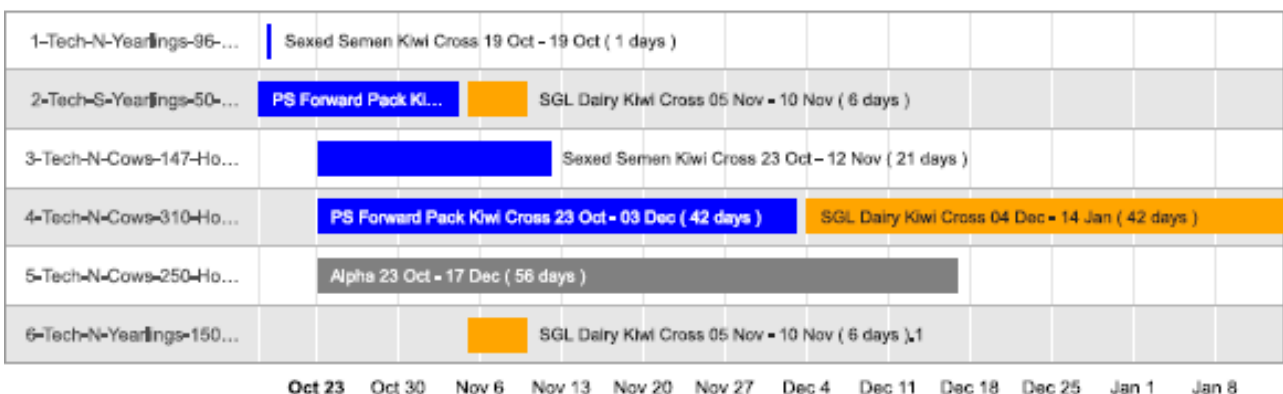 1-Tech-N-Yearlings-96-... Sexed Semen Kiwi Cross 19 Oct - 19 Oct ( 1 days )
2-Tech-S-Yearlings-50-... PS Forward Pack Ki... SGL Dairy Kiwi Cross 05 Nov - 10 Nov ( 6 days )
3-Tech-N-Cows-147-Ho... Sexed Semen Kiwi Cross 23 Oct - 12 Nov ( 21 days )
4-Tech-N-Cows-310-Ho... PS Forward Pack Kiwi Cross 23 Oct - 03 Dec ( 42 days ) SGL Dairy Kiwi Cross 04 Dec - 14 Jan ( 42 days )
5-Tech-N-Cows-250-Ho... Alpha 23 Oct - 17 Dec ( 56 days )
6-Tech-N-Yearlings-150... SGL Dairy Kiwi Cross 05 Nov - 10 Nov ( 6 days ).1
Oct 23 Oct 30 Nov 6 Nov 13 Nov 20 Nov 27 Dec 4 Dec 11 Dec 18 Dec 25 Jan 1 Jan 8